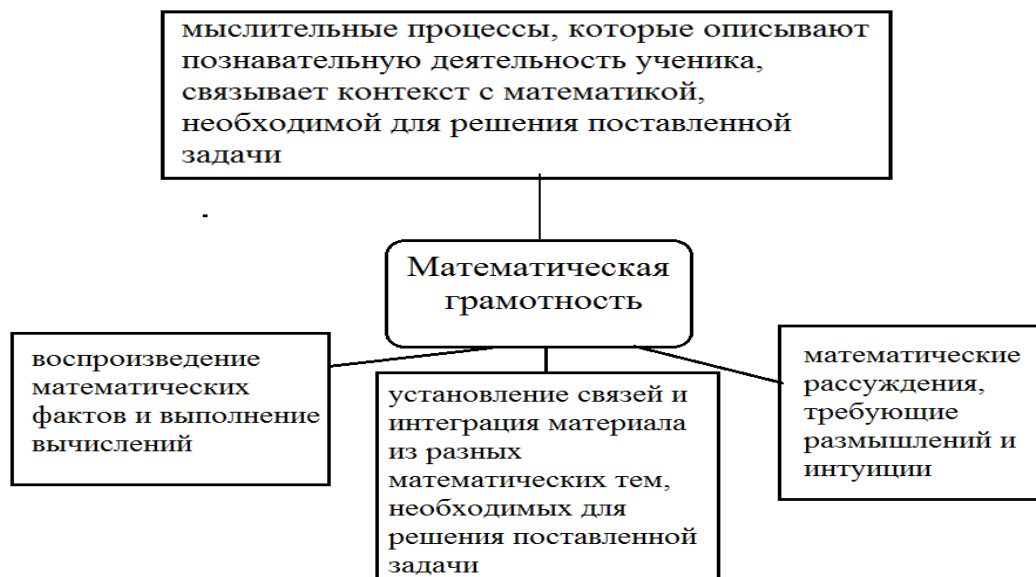 мыслительные процессы, которые описывают
познавательную деятельность ученика,
связывает контекст с математикой,
необходимой для решения поставленной
задачи
Математическая
грамотность
воспроизведение
математических
фактов и выполнение
вычислений
установление связей и
интеграция материала
из разных
математических тем,
необходимых для
решения поставленной
задачи
математические
рассуждения,
требующие
размышлений и
интуиции